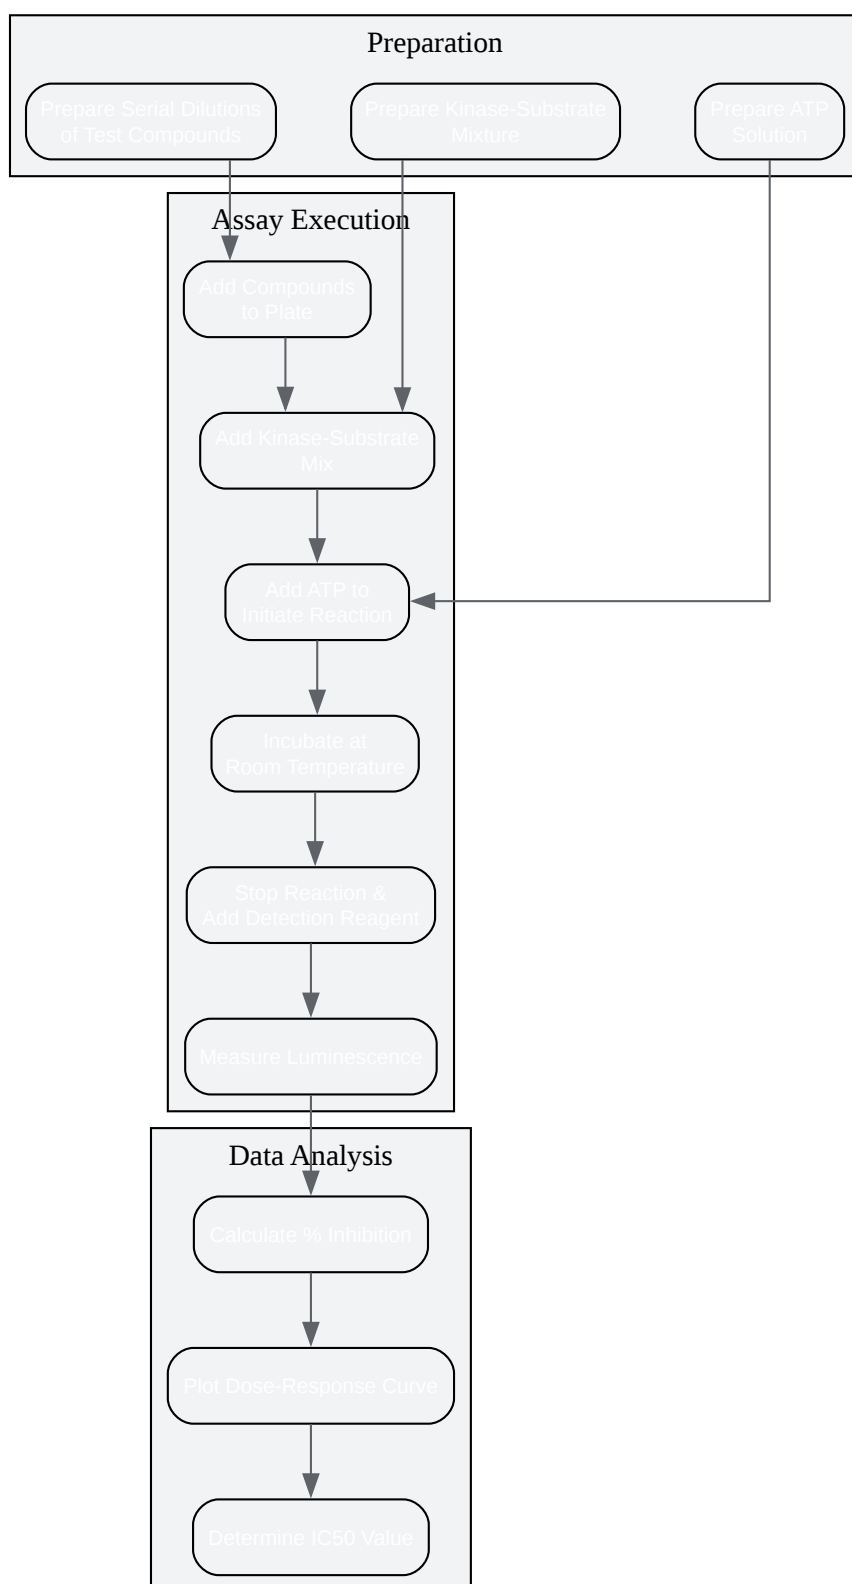 Preparation
Prepare Serial Dilutions
of Test Compounds
Prepare Kinase-Substrate
Mixture
Prepare ATP
Solution
Assay Execution
Add Compounds
to Plate
Add Kinase-Substrate
Mix
Add ATP to
Initiate Reaction
Incubate at
Room Temperature
Stop Reaction &
Add Detection Reagent
Measure Luminescence
Data Analysis
Calculate % Inhibition
Plot Dose-Response Curve
Determine IC50 Value